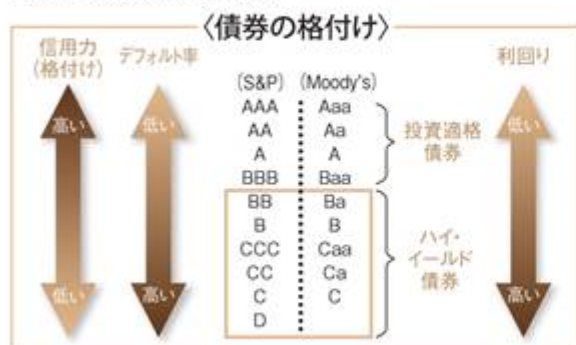 〈債券の格付け〉
信用力
(格付け)
デフォルト率
利回り
高い
低い
低い
低い
高い
高い
(S&P) (Moody's)
AAA Aaa
AA Aa
A A
BBB Baa
BB Ba
B B
CCC Caa
CC Ca
C C
D
投資適格
債券
ハイ・
イールド
債券